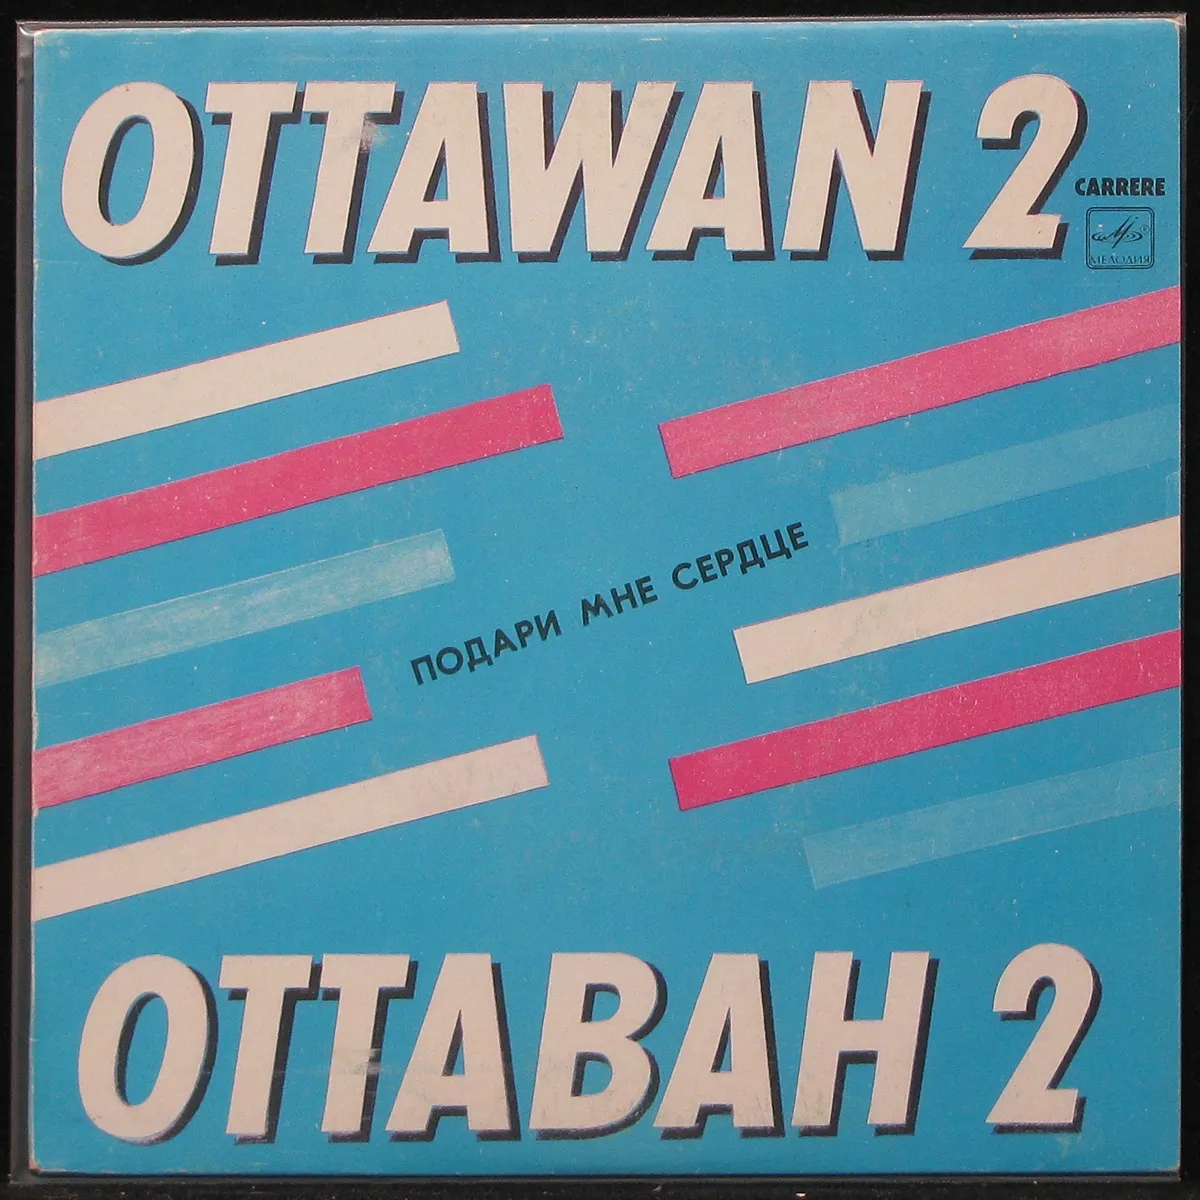 OTTAWAN 2
CARRERE
МЕЛОДИЯ
ПОДАРИ МНЕ СЕРДЦЕ
ОТТАВАН 2